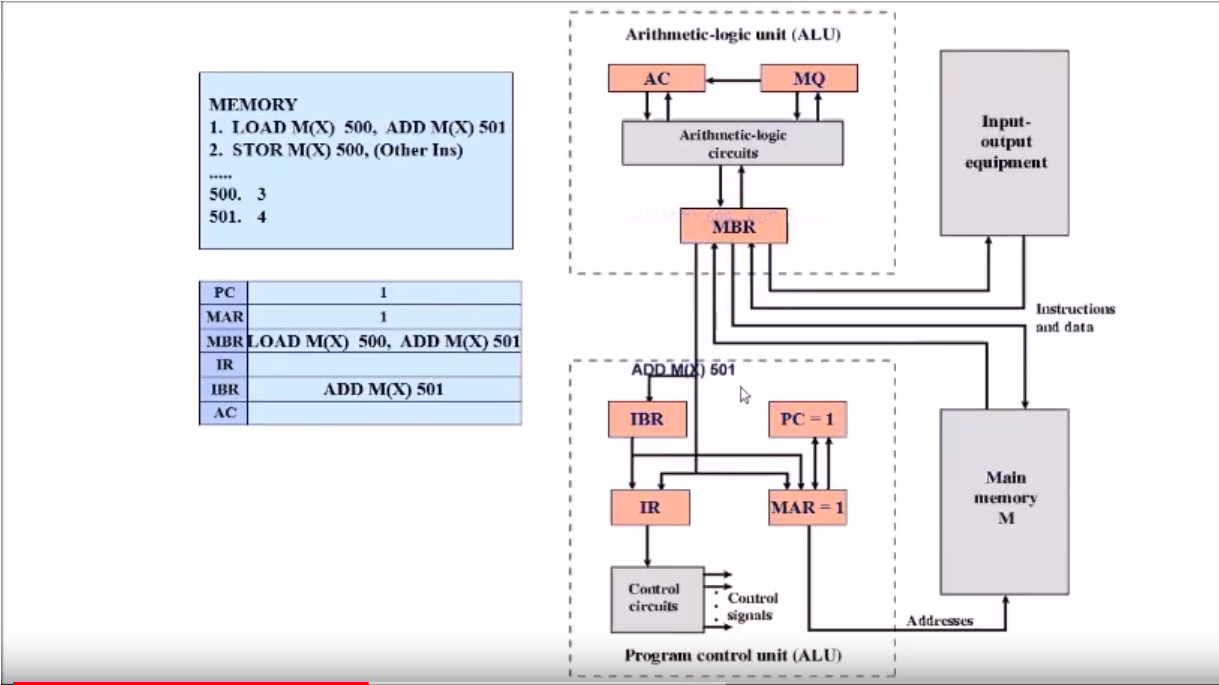 MEMORY
1. LOAD M(X) 500, ADD M(X) 501
2. STOR M(X) 500, (Other Ins)
.....
500. 3
501. 4
PC 1
MAR 1
MBR LOAD M(X) 500, ADD M(X) 501
IR
IBR ADD M(X) 501
AC
Arithmetic-logic unit (ALU)
AC
MQ
Arithmetic-logic
circuits
MBR
Input-
output
equipment
Instructions
and data
ADD M(X) 501
IBR
PC = 1
IR
MAR = 1
Main
memory
M
Control
circuits
Control
signals
Addresses
Program control unit (ALU)